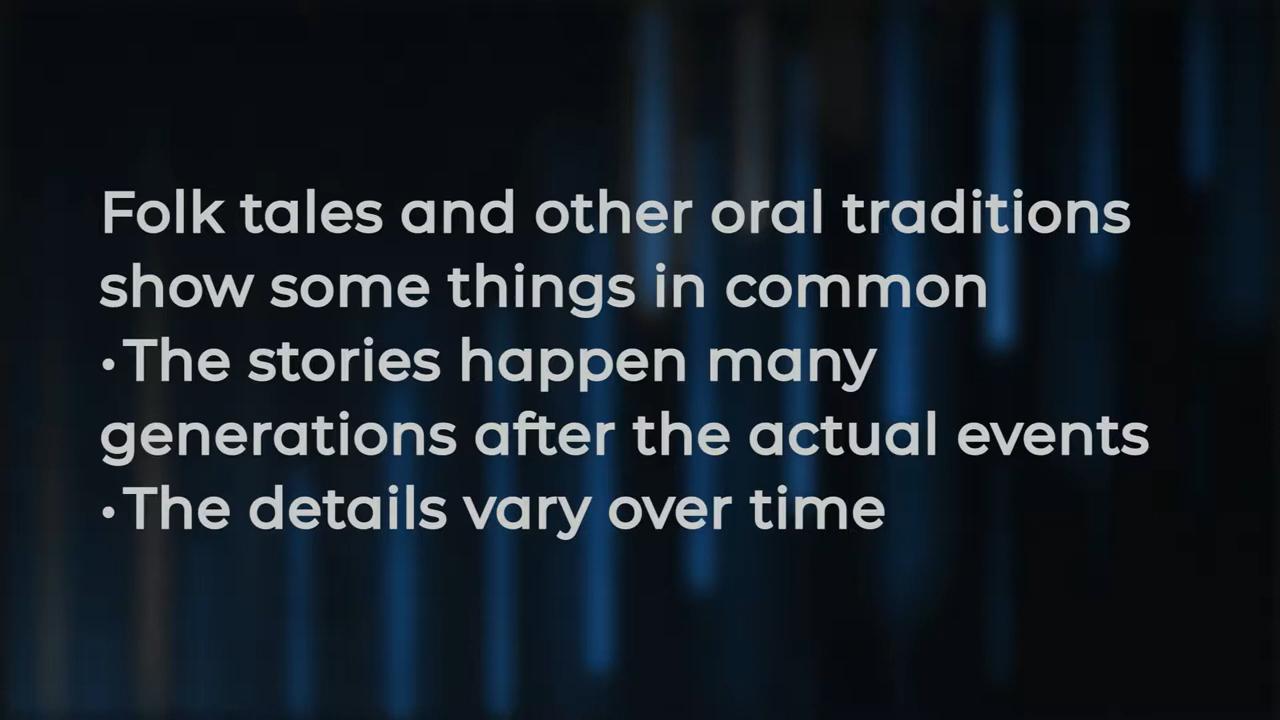 Folk tales and other oral traditions
show some things in common
•The stories happen many
generations after the actual events
•The details vary over time